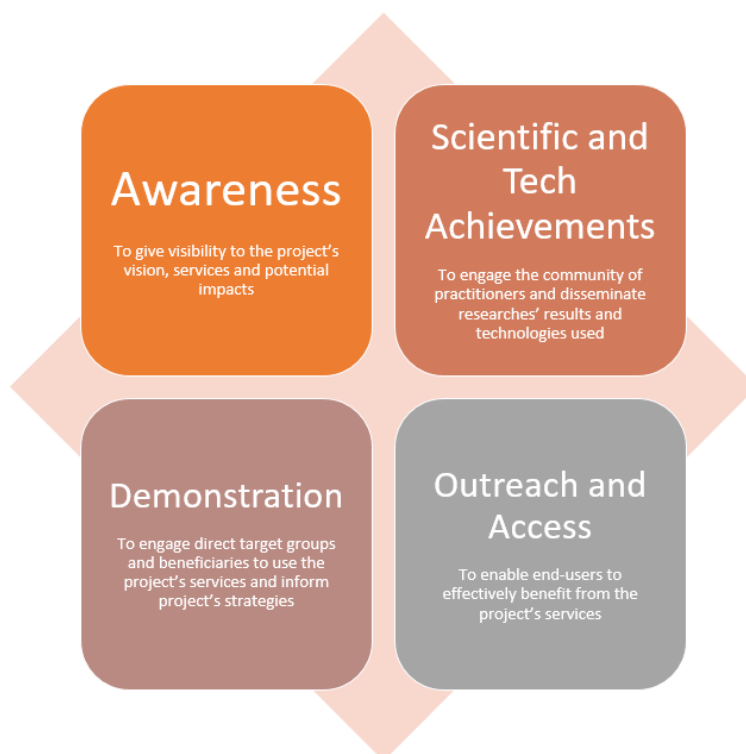 Awareness
To give visibility to the project's
vision, services and potential
impacts
Scientific and
Tech
Achievements
To engage the community of
practitioners and disseminate
researches' results and
technologies used
Demonstration
To engage direct target groups
and beneficiaries to use the
project's services and inform
project's strategies
Outreach and
Access
To enable end-users to
effectively benefit from the
project's services